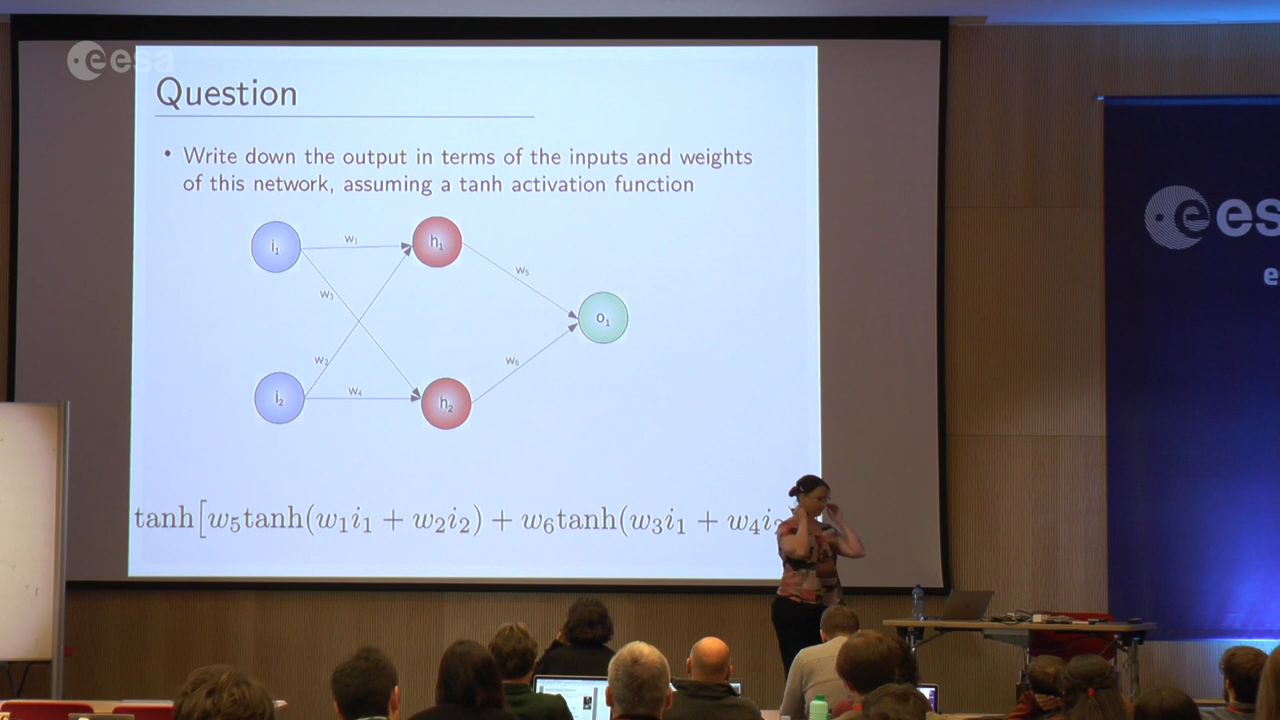 esa
Question
• Write down the output in terms of the inputs and weights
of this network, assuming a tanh activation function
i₁
w₁
h₁
w₃
w₅
o₁
w₂
w₆
i₂
w₄
h₂
tanh[w₅tanh(w₁i₁ + w₂i₂) + w₆tanh(w₃i₁ + w₄i
es
e